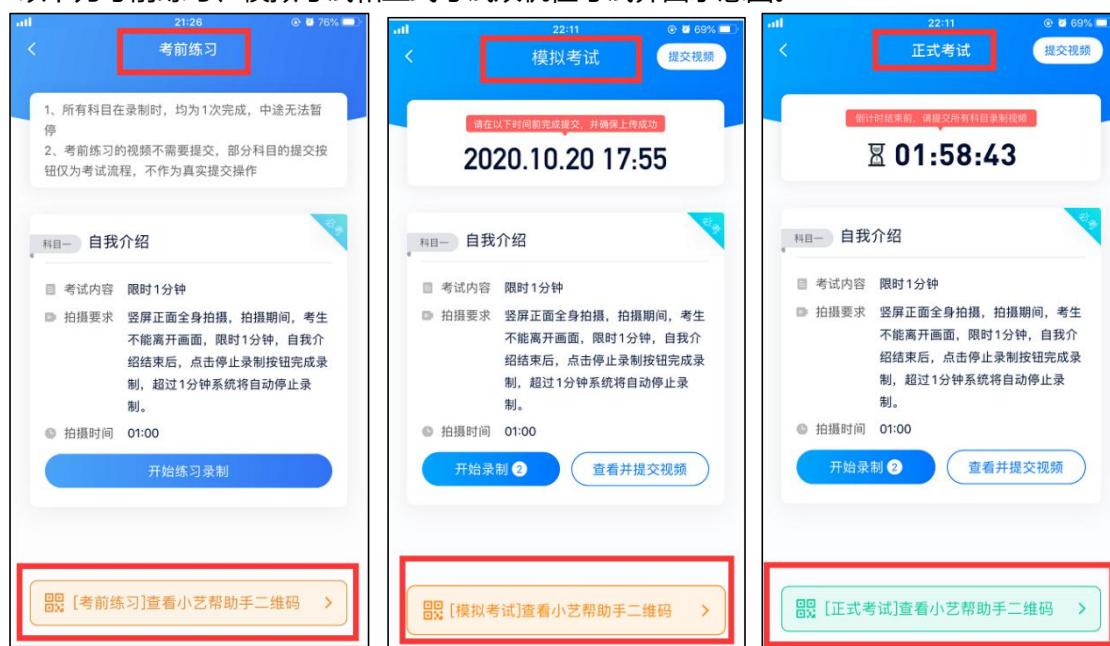 21:26
76%
考前练习
1、所有科目在录制时，均为1次完成，中途无法暂
停
2、考前练习的视频不需要提交，部分科目的提交按
钮仅为考试流程，不作为真实提交操作
必考
科目一 自我介绍
考试内容 限时1分钟
拍摄要求 竖屏正面全身拍摄，拍摄期间，考生
不能离开画面，限时1分钟，自我介
绍结束后，点击停止录制按钮完成录
制，超过1分钟系统将自动停止录
制。
拍摄时间 01:00
开始练习录制
[考前练习]查看小艺帮助手二维码
22:11
69%
模拟考试
提交视频
请在以下时间前完成提交，并确保上传成功
2020.10.20 17:55
必考
科目一 自我介绍
考试内容 限时1分钟
拍摄要求 竖屏正面全身拍摄，拍摄期间，考生
不能离开画面，限时1分钟，自我介
绍结束后，点击停止录制按钮完成录
制，超过1分钟系统将自动停止录
制。
拍摄时间 01:00
开始录制 2
查看并提交视频
[模拟考试]查看小艺帮助手二维码
22:11
69%
正式考试
提交视频
倒计时结束前，请提交所有科目录制视频
01:58:43
必考
科目一 自我介绍
考试内容 限时1分钟
拍摄要求 竖屏正面全身拍摄，拍摄期间，考生
不能离开画面，限时1分钟，自我介
绍结束后，点击停止录制按钮完成录
制，超过1分钟系统将自动停止录
制。
拍摄时间 01:00
开始录制 2
查看并提交视频
[正式考试]查看小艺帮助手二维码